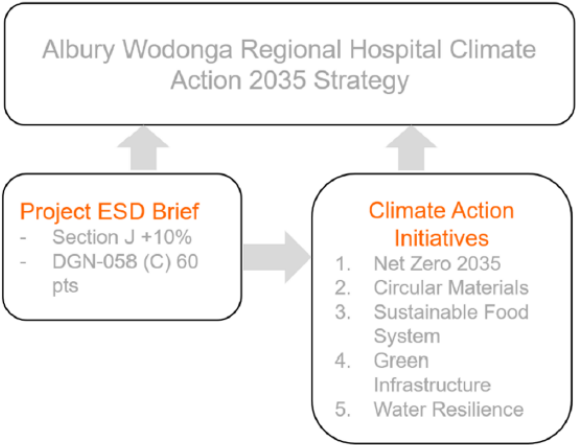 Albury Wodonga Regional Hospital Climate
Action 2035 Strategy
Project ESD Brief
- Section J +10%
- DGN-058 (C) 60
pts
Climate Action
Initiatives
1. Net Zero 2035
2. Circular Materials
3. Sustainable Food
System
4. Green
Infrastructure
5. Water Resilience